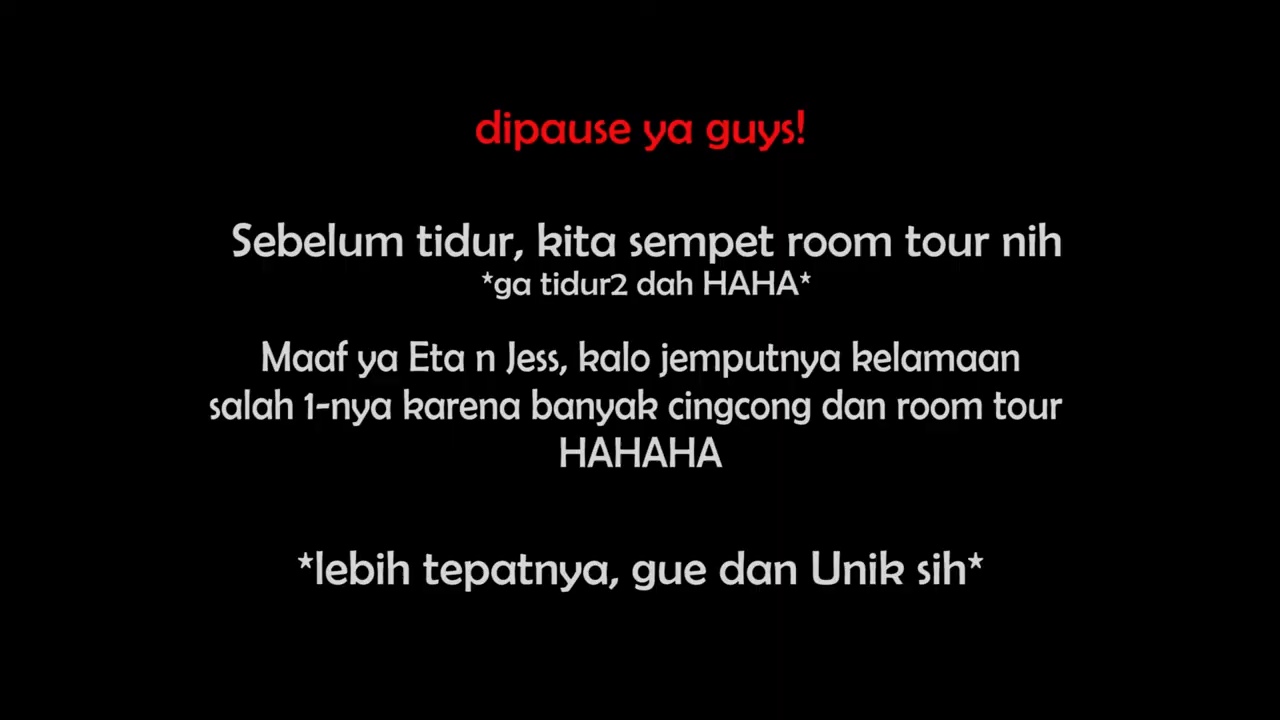 dipause ya guys!
Sebelum tidur, kita sempet room tour nih
*ga tidur2 dah HAHA*
Maaf ya Eta n Jess, kalo jemputnya kelamaan
salah 1-nya karena banyak cingcong dan room tour
HAHAHA
*lebih tepatnya, gue dan Unik sih*